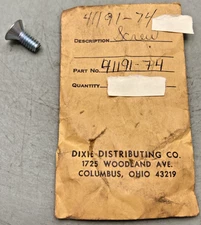 41191-74
DESCRIPTION Screw
PART NO. 41191-74
QUANTITY
DIXIE DISTRIBUTING CO.
1725 WOODLAND AVE.
COLUMBUS, OHIO 43219